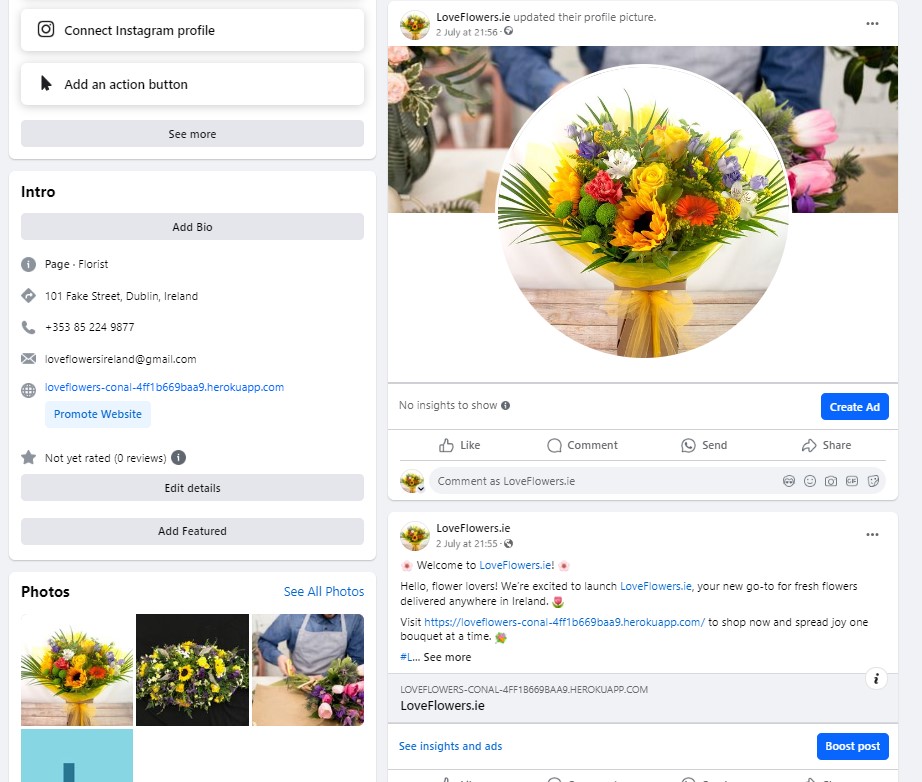 Connect Instagram profile
Add an action button
See more
Intro
Add Bio
Page · Florist
101 Fake Street, Dublin, Ireland
+353 85 224 9877
loveflowersireland@gmail.com
loveflowers-conal-4ff1b669baa9.herokuapp.com
Promote Website
Not yet rated (0 reviews)
Edit details
Add Featured
Photos
See All Photos
LoveFlowers.ie updated their profile picture.
2 July at 21:56 ·
No insights to show
Create Ad
Like
Comment
Send
Share
Comment as LoveFlowers.ie
GIF
LoveFlowers.ie
2 July at 21:55 ·
Welcome to LoveFlowers.ie!
Hello, flower lovers! We're excited to launch LoveFlowers.ie, your new go-to for fresh flowers
delivered anywhere in Ireland.
Visit https://loveflowers-conal-4ff1b669baa9.herokuapp.com/ to shop now and spread joy one
bouquet at a time.
#L... See more
LOVEFLOWERS-CONAL-4FF1B669BAA9.HEROKUAPP.COM
LoveFlowers.ie
See insights and ads
Boost post